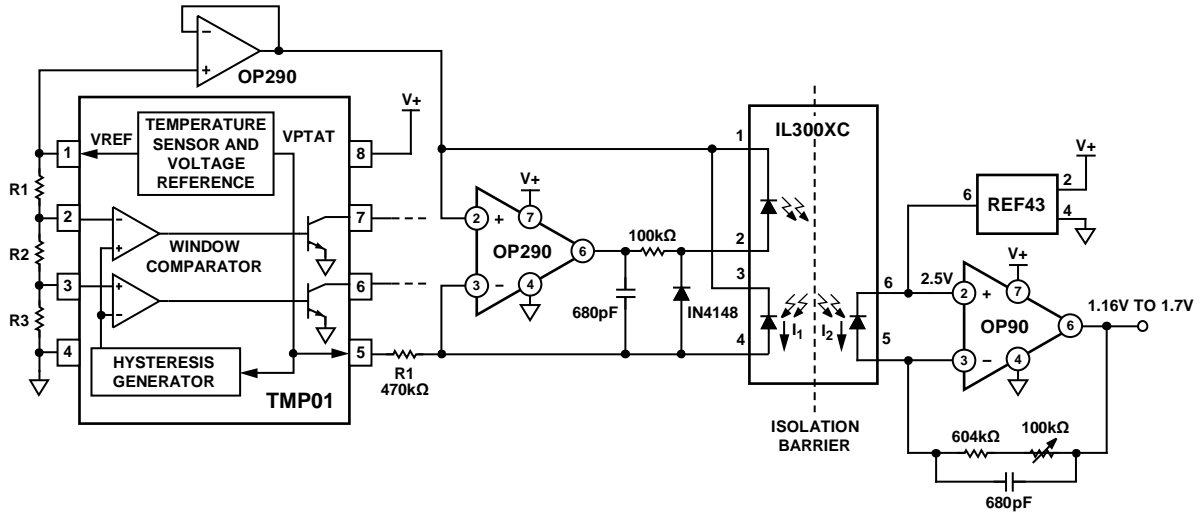 −
+
OP290
V+
VREF
TEMPERATURE
SENSOR AND
VOLTAGE
REFERENCE
VPTAT
1
8
R1
2
7
−
+
WINDOW
COMPARATOR
R2
3
6
+
−
R3
4
5
HYSTERESIS
GENERATOR
TMP01
R1
470kΩ
V+
2
+
7
OP290
6
3
−
4
680pF
100kΩ
IN4148
IL300XC
1
2
3
4
I1
I2
6
5
ISOLATION
BARRIER
V+
6
REF43
2
4
V+
2.5V
2
+
7
OP90
6
3
−
4
1.16V TO 1.7V
604kΩ
100kΩ
680pF